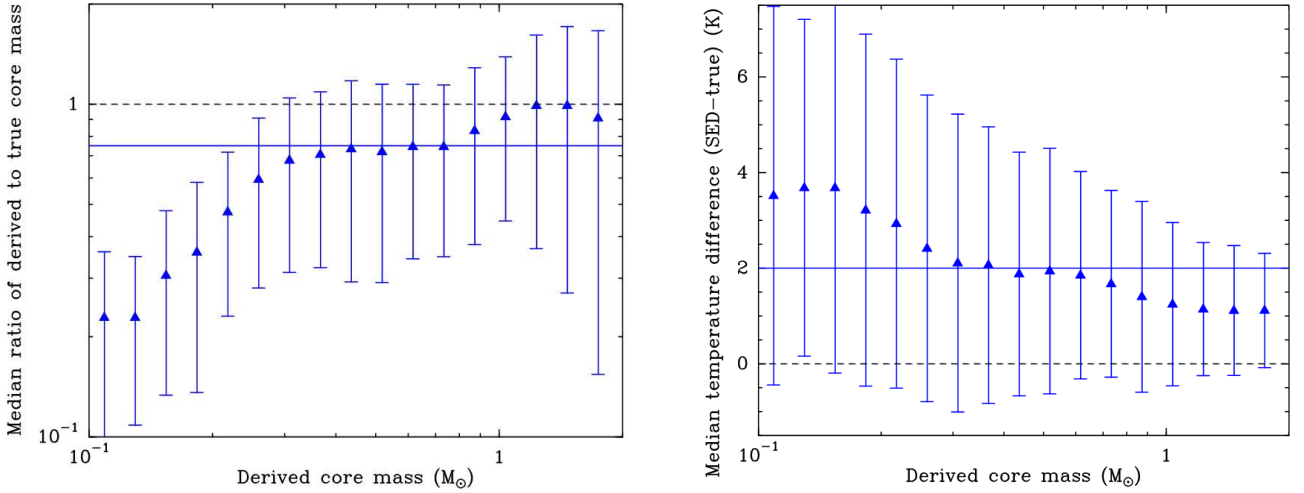 Median ratio of derived to true core mass
1
10⁻¹
10⁻¹
1
Derived core mass (M⊙)
Median temperature difference (SED−true) (K)
6
4
2
0
10⁻¹
1
Derived core mass (M⊙)